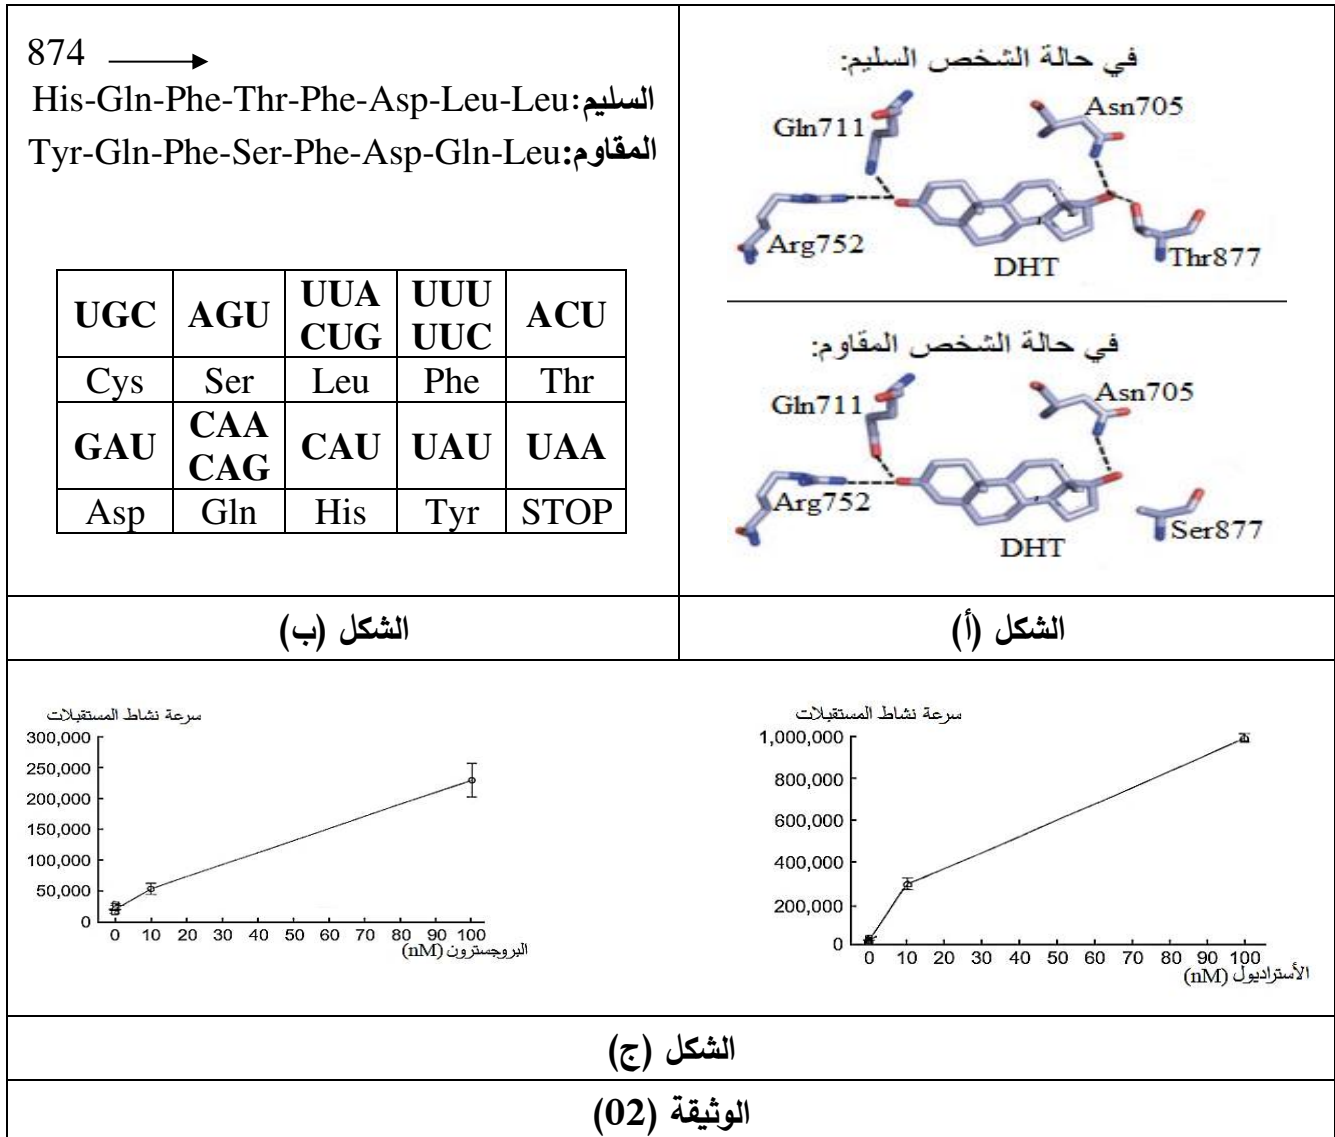 في حالة الشخص السليم:
Gln711
Asn705
Arg752
DHT
Thr877
في حالة الشخص المقاوم:
Gln711
Asn705
Arg752
DHT
Ser877
الشكل (أ)
874
السليم:His-Gln-Phe-Thr-Phe-Asp-Leu-Leu
المقاوم:Tyr-Gln-Phe-Ser-Phe-Asp-Gln-Leu
UGC AGU UUA UUU ACU
CUG UUC
Cys Ser Leu Phe Thr
GAU CAA CAU UAU UAA
CAG
Asp Gln His Tyr STOP
الشكل (ب)
سرعة نشاط المستقبلات
1,000,000
800,000
600,000
400,000
200,000
0
0 10 20 30 40 50 60 70 80 90 100
الأستراديول (nM)
سرعة نشاط المستقبلات
300,000
250,000
200,000
150,000
100,000
50,000
0
0 10 20 30 40 50 60 70 80 90 100
البروجسترون (nM)
الشكل (ج)
الوثيقة (02)